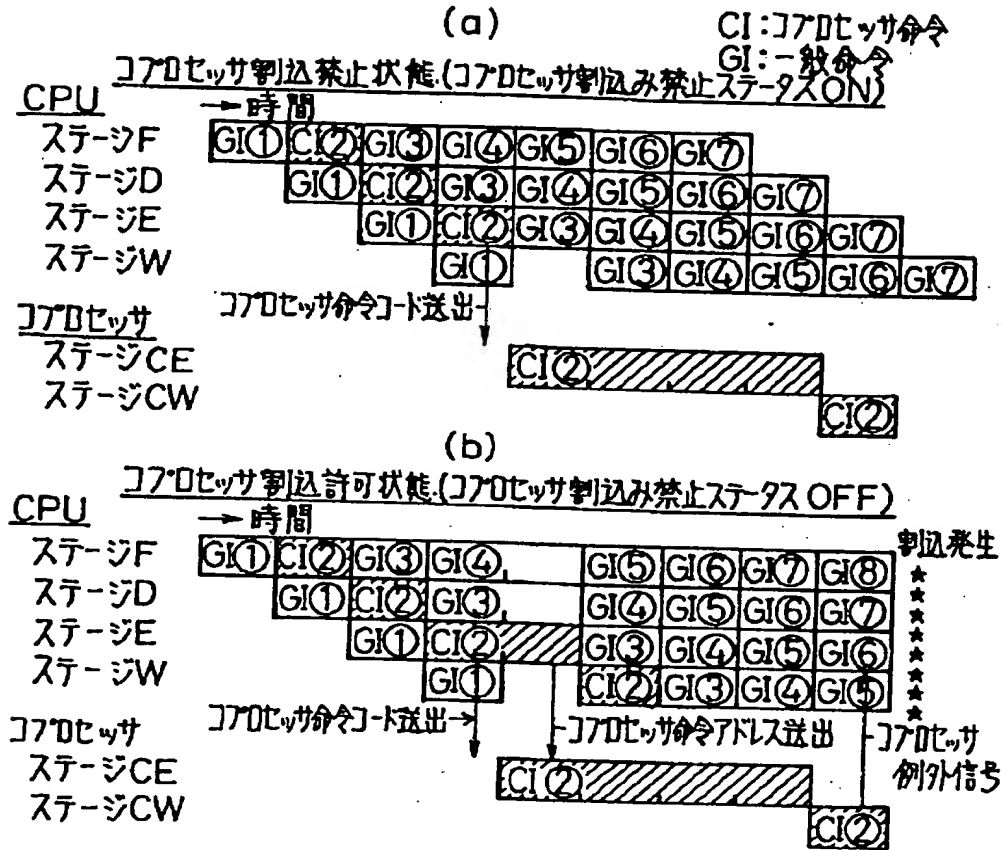 (a)
CI:コプロセッサ命令
GI:一般命令
コプロセッサ割込禁止状態.(コプロセッサ割込み禁止ステータスON)
CPU
→時間
ステージF GI① CI② GI③ GI④ GI⑤ GI⑥ GI⑦
ステージD GI① CI② GI③ GI④ GI⑤ GI⑥ GI⑦
ステージE GI① CI② GI③ GI④ GI⑤ GI⑥ GI⑦
ステージW GI① GI③ GI④ GI⑤ GI⑥ GI⑦
コプロセッサ命令コード送出
コプロセッサ
ステージCE CI②
ステージCW CI②
(b)
コプロセッサ割込許可状態.(コプロセッサ割込み禁止ステータス OFF)
CPU
→時間
割込発生
ステージF GI① CI② GI③ GI④ GI⑤ GI⑥ GI⑦ GI⑧
ステージD GI① CI② GI③ GI④ GI⑤ GI⑥ GI⑦
ステージE GI① CI② GI③ GI④ GI⑤ GI⑥
ステージW GI① CI② GI③ GI④ GI⑤
コプロセッサ命令コード送出→
コプロセッサ命令アドレス送出
コプロセッサ
例外信号
コプロセッサ
ステージCE CI②
ステージCW CI②